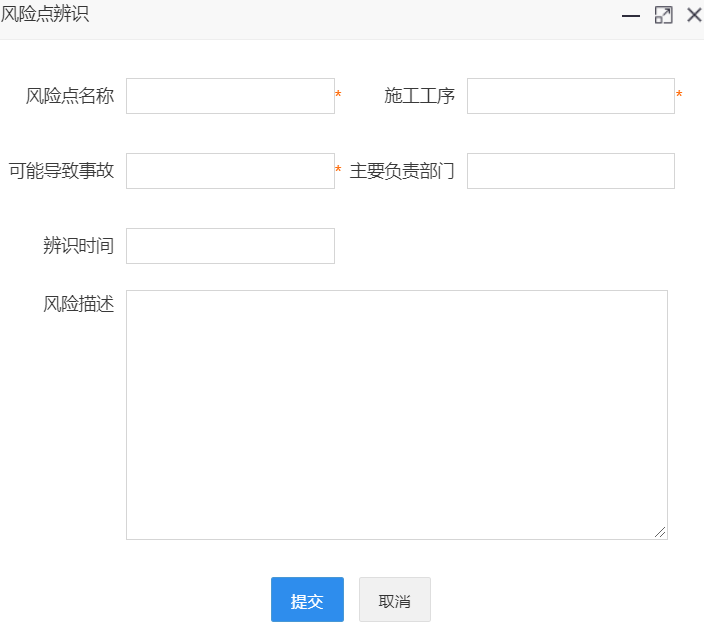 风险点辨识
风险点名称 * 施工工序 *
可能导致事故 * 主要负责部门
辨识时间
风险描述
提交 取消